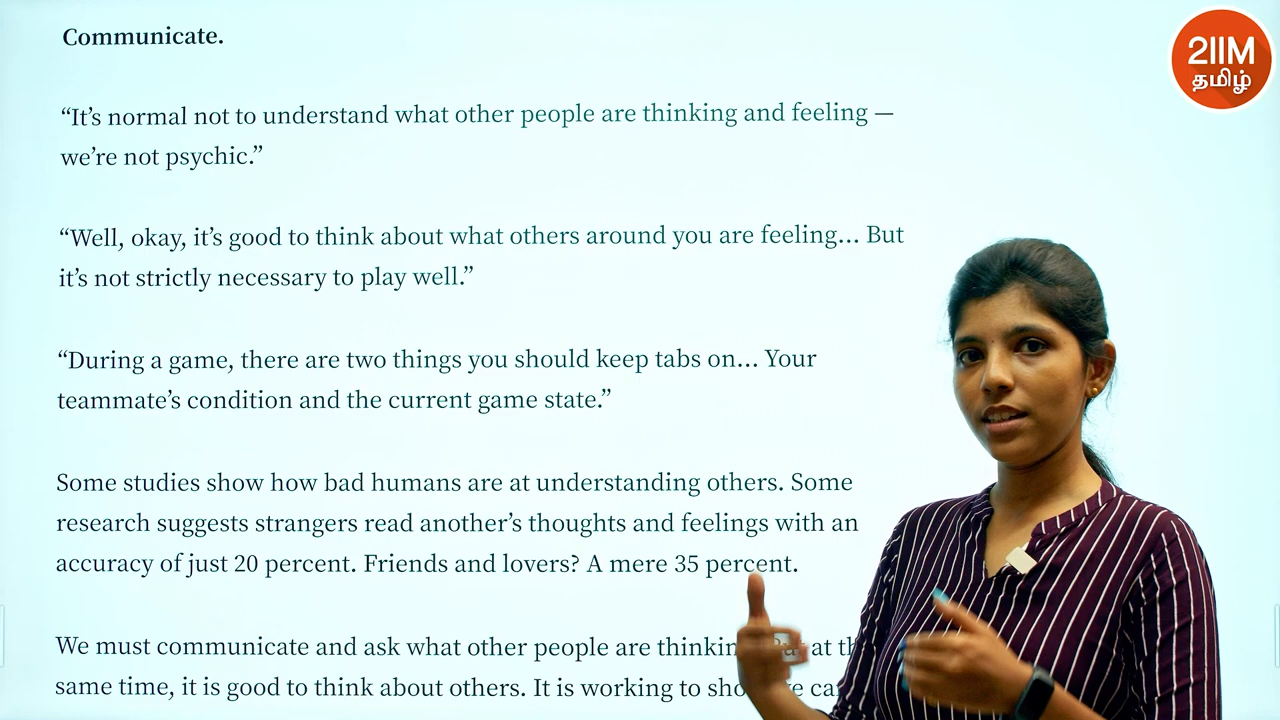 Communicate.
“It’s normal not to understand what other people are thinking and feeling —
we’re not psychic.”
“Well, okay, it’s good to think about what others around you are feeling… But
it’s not strictly necessary to play well.”
“During a game, there are two things you should keep tabs on… Your
teammate’s condition and the current game state.”
Some studies show how bad humans are at understanding others. Some
research suggests strangers read another’s thoughts and feelings with an
accuracy of just 20 percent. Friends and lovers? A mere 35 percent.
We must communicate and ask what other people are at
same time, it is good to think about others. It is working to
2IIM
தமிழ்